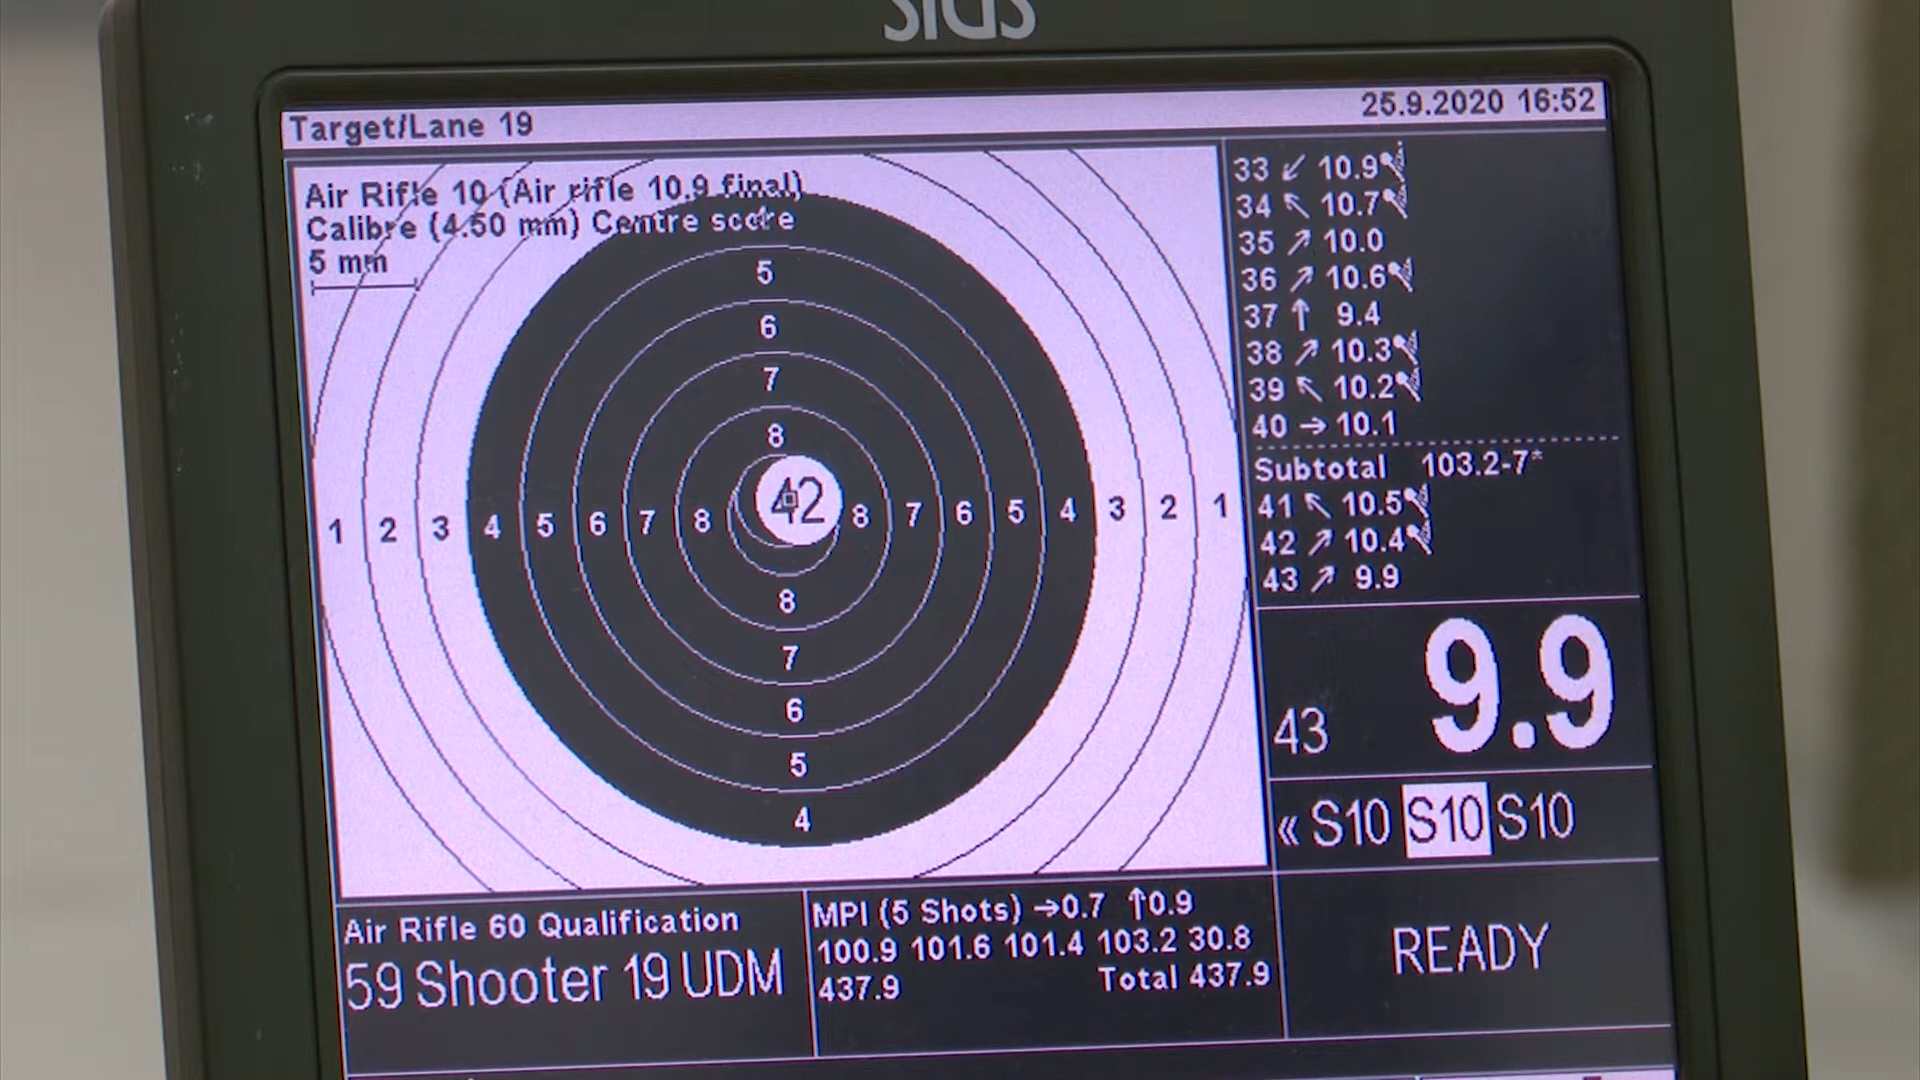 SIUS
Target/Lane 19
25.9.2020 16:52
Air Rifle 10 (Air rifle 10.9 final)
Calibre (4.50 mm) Centre score
5 mm
5
6
7
8
1 2 3 4 5 6 7 8 42 8 7 6 5 4 3 2 1
8
7
6
5
4
33 ↙ 10.9*
34 ↖ 10.7*
35 ↗ 10.0
36 ↗ 10.6*
37 ↑ 9.4
38 ↗ 10.3*
39 ↖ 10.2*
40 → 10.1
Subtotal 103.2-7*
41 ↖ 10.5*
42 ↗ 10.4*
43 ↗ 9.9
43 9.9
« S10 S10 S10
Air Rifle 60 Qualification
59 Shooter 19 UDM
MPI (5 Shots) →0.7 ↑0.9
100.9 101.6 101.4 103.2 30.8
437.9 Total 437.9
READY